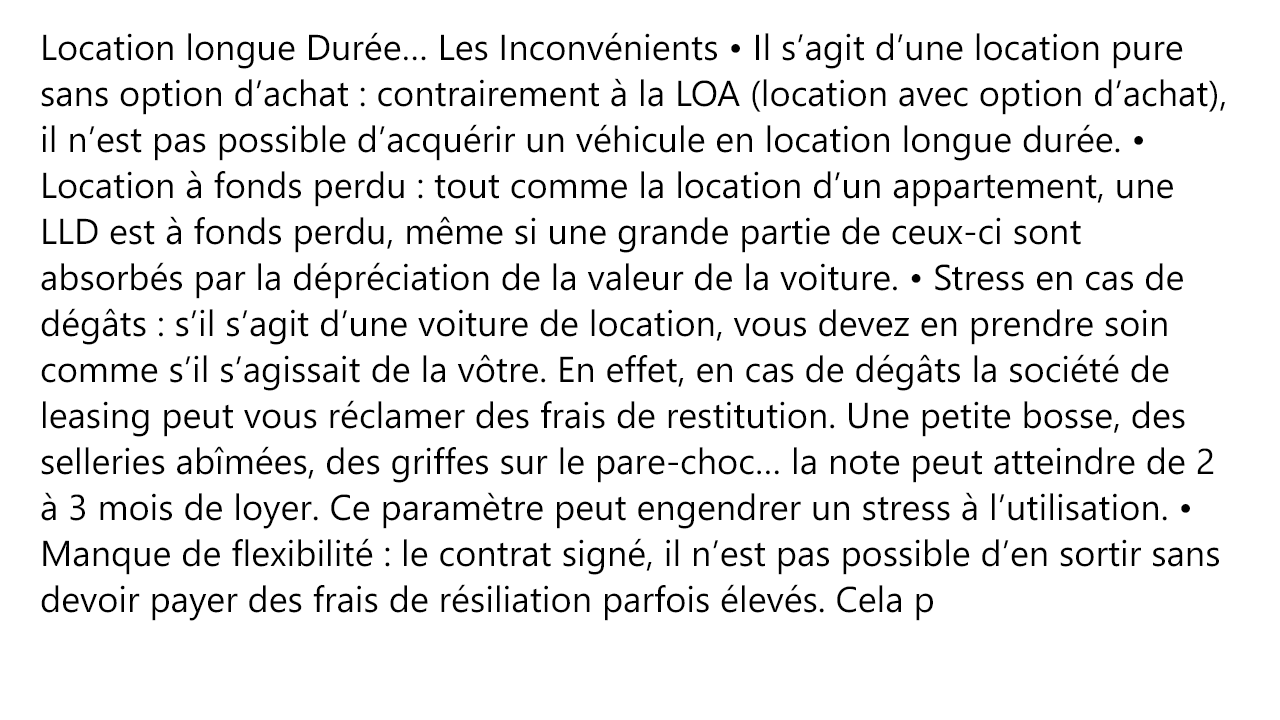 Location longue Durée... Les Inconvénients • Il s’agit d’une location pure
sans option d’achat : contrairement à la LOA (location avec option d’achat),
il n’est pas possible d’acquérir un véhicule en location longue durée. •
Location à fonds perdu : tout comme la location d’un appartement, une
LLD est à fonds perdu, même si une grande partie de ceux-ci sont
absorbés par la dépréciation de la valeur de la voiture. • Stress en cas de
dégâts : s’il s’agit d’une voiture de location, vous devez en prendre soin
comme s’il s’agissait de la vôtre. En effet, en cas de dégâts la société de
leasing peut vous réclamer des frais de restitution. Une petite bosse, des
selleries abîmées, des griffes sur le pare-choc... la note peut atteindre de 2
à 3 mois de loyer. Ce paramètre peut engendrer un stress à l’utilisation. •
Manque de flexibilité : le contrat signé, il n’est pas possible d’en sortir sans
devoir payer des frais de résiliation parfois élevés. Cela p